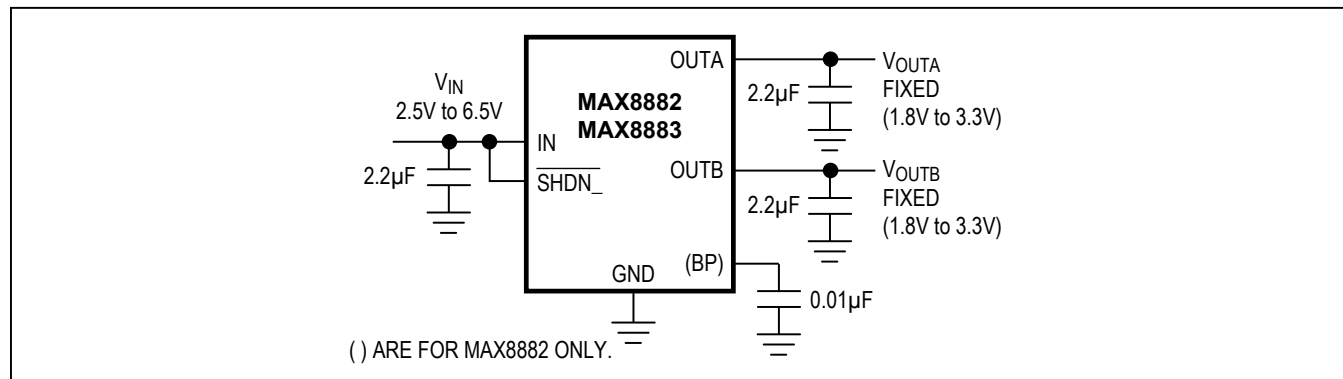 OUTA
VOUTA
FIXED
(1.8V to 3.3V)
2.2µF
VIN
2.5V to 6.5V
MAX8882
MAX8883
IN
SHDN_
2.2µF
OUTB
VOUTB
FIXED
(1.8V to 3.3V)
2.2µF
(BP)
GND
0.01µF
( ) ARE FOR MAX8882 ONLY.